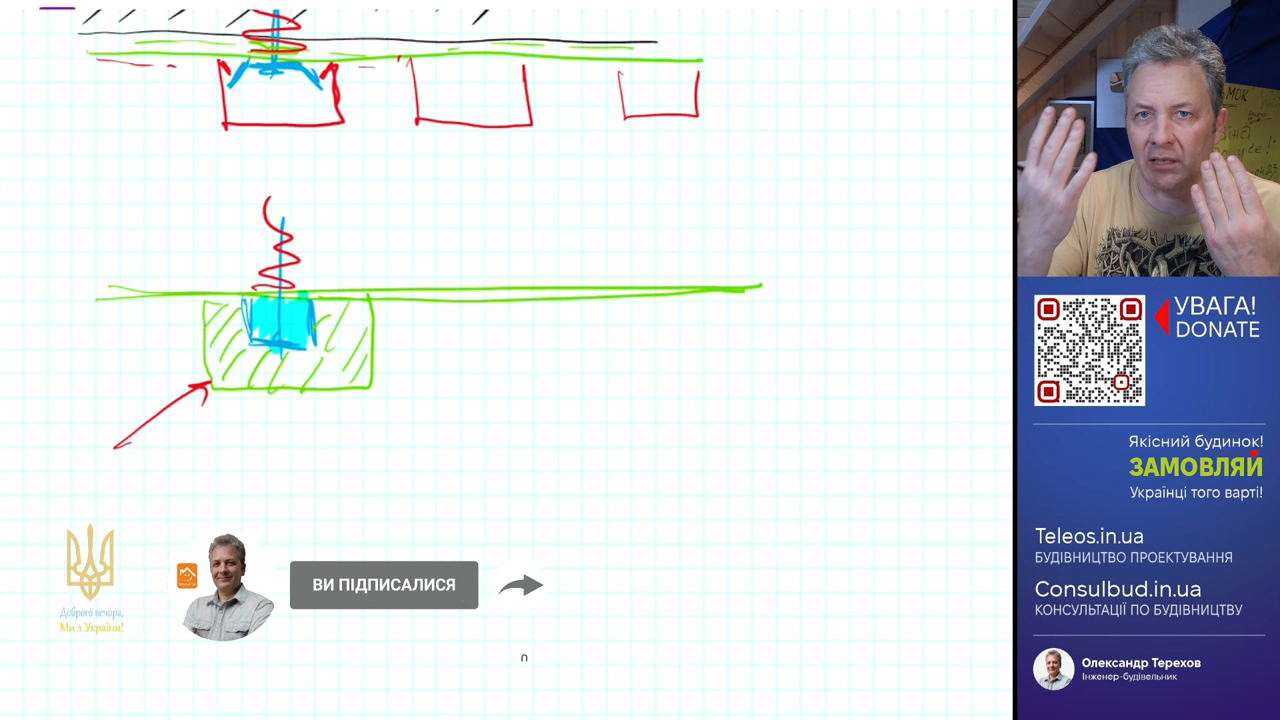 Доброго вечора,
Ми з України!
ВИ ПІДПИСАЛИСЯ
УВАГА!
DONATE
Якісний будинок!
ЗАМОВЛЯЙ
Українці того варті!
Teleos.in.ua
БУДІВНИЦТВО ПРОЕКТУВАННЯ
Consulbud.in.ua
КОНСУЛЬТАЦІЇ ПО БУДІВНИЦТВУ
Олександр Терехов
Інженер-будівельник